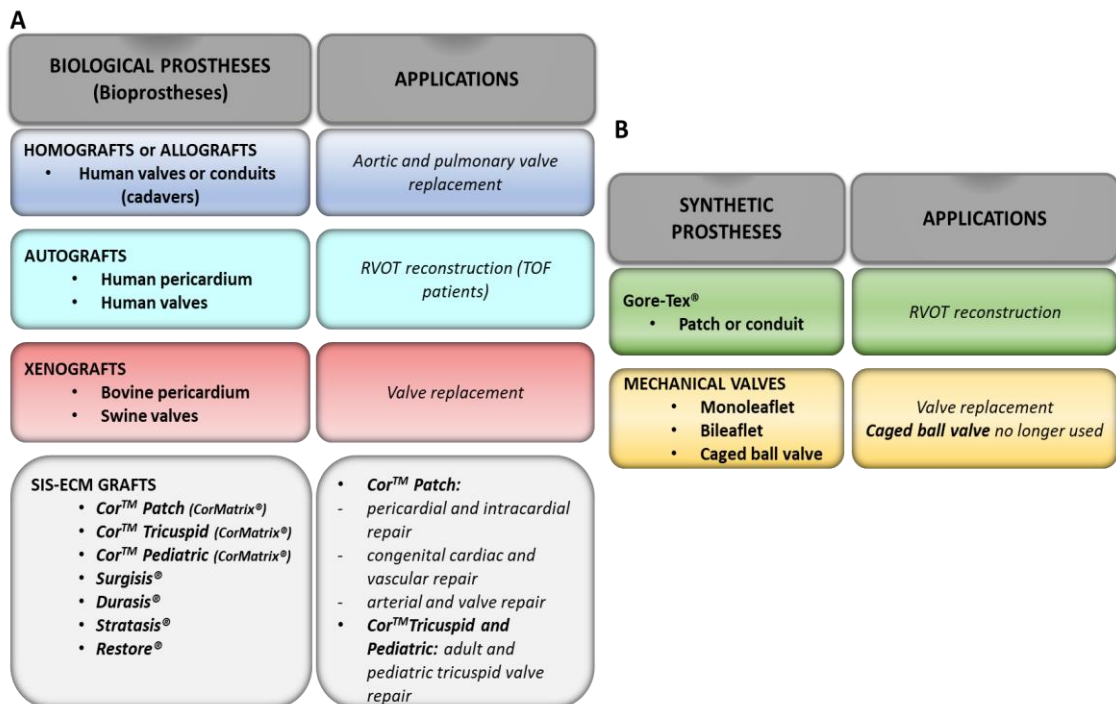 A
BIOLOGICAL PROSTHESES
(Bioprostheses)
APPLICATIONS
HOMOGRAFTS or ALLOGRAFTS
• Human valves or conduits
(cadavers)
Aortic and pulmonary valve
replacement
AUTOGRAFTS
• Human pericardium
• Human valves
RVOT reconstruction (TOF
patients)
XENOGRAFTS
• Bovine pericardium
• Swine valves
Valve replacement
SIS-ECM GRAFTS
• Cor™ Patch (CorMatrix®)
• Cor™ Tricuspid (CorMatrix®)
• Cor™ Pediatric (CorMatrix®)
• Surgisis®
• Durasis®
• Stratasis®
• Restore®
• Cor™ Patch:
- pericardial and intracardial
repair
- congenital cardiac and
vascular repair
- arterial and valve repair
• Cor™Tricuspid and
Pediatric: adult and
pediatric tricuspid valve
repair
B
SYNTHETIC
PROSTHESES
APPLICATIONS
Gore-Tex®
• Patch or conduit
RVOT reconstruction
MECHANICAL VALVES
• Monoleaflet
• Bileaflet
• Caged ball valve
Valve replacement
Caged ball valve no longer used